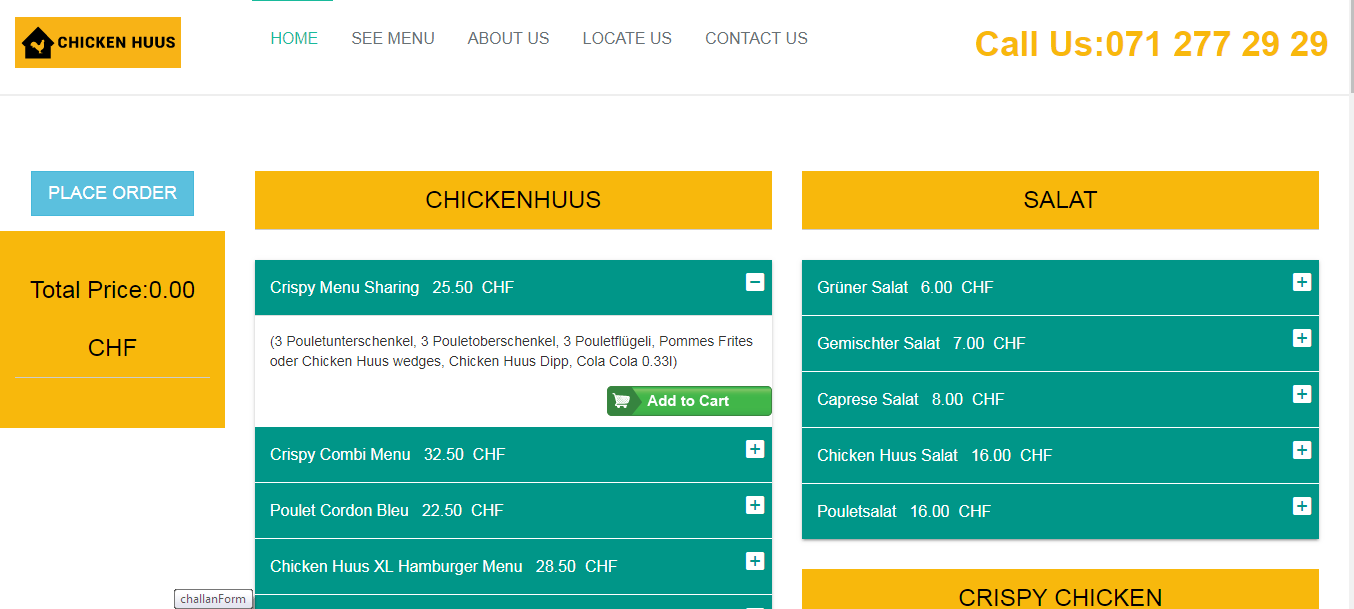 CHICKEN HUUS
HOME SEE MENU ABOUT US LOCATE US CONTACT US
Call Us:071 277 29 29
PLACE ORDER
Total Price:0.00
CHF
CHICKENHUUS
Crispy Menu Sharing 25.50 CHF
(3 Pouletunterschenkel, 3 Pouletoberschenkel, 3 Pouletflügeli, Pommes Frites
oder Chicken Huus wedges, Chicken Huus Dipp, Cola Cola 0.33l)
Add to Cart
Crispy Combi Menu 32.50 CHF
Poulet Cordon Bleu 22.50 CHF
Chicken Huus XL Hamburger Menu 28.50 CHF
SALAT
Grüner Salat 6.00 CHF
Gemischter Salat 7.00 CHF
Caprese Salat 8.00 CHF
Chicken Huus Salat 16.00 CHF
Pouletsalat 16.00 CHF
CRISPY CHICKEN
challanForm